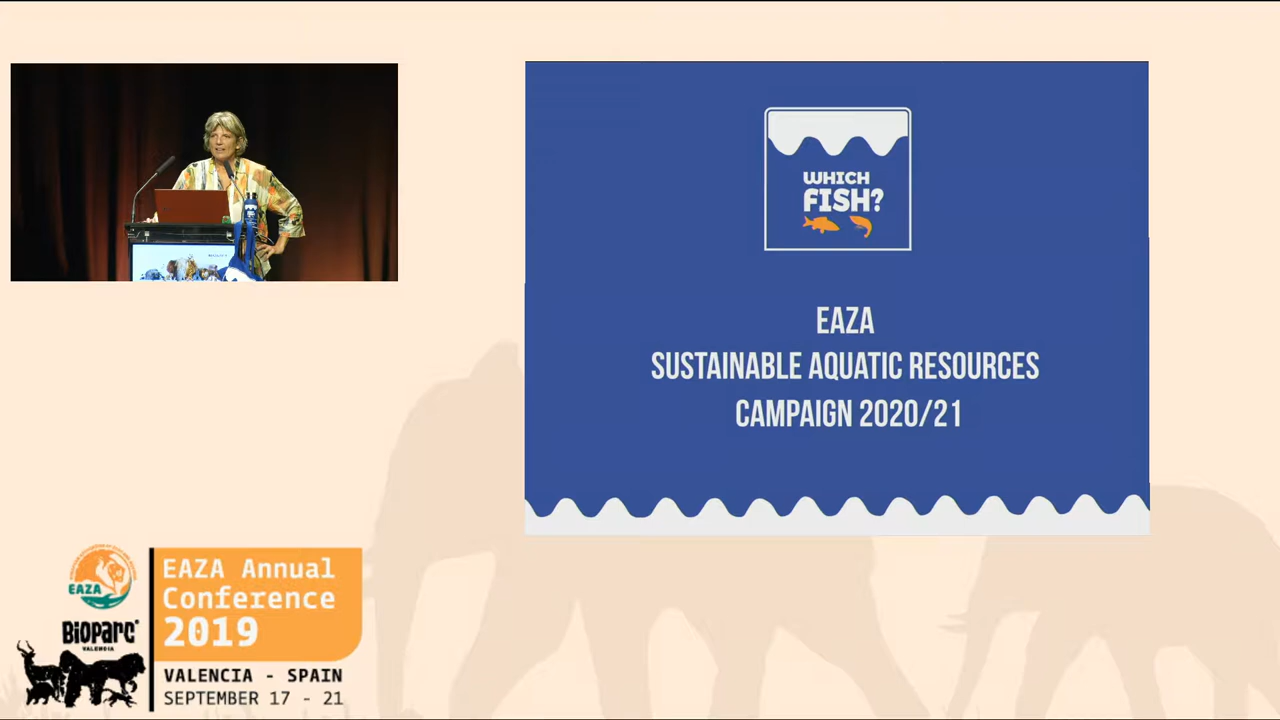 WHICH
FISH?
EAZA
SUSTAINABLE AQUATIC RESOURCES
CAMPAIGN 2020/21
EAZA
BIOPARC
VALENCIA
EAZA Annual
Conference
2019
VALENCIA - SPAIN
SEPTEMBER 17 - 21